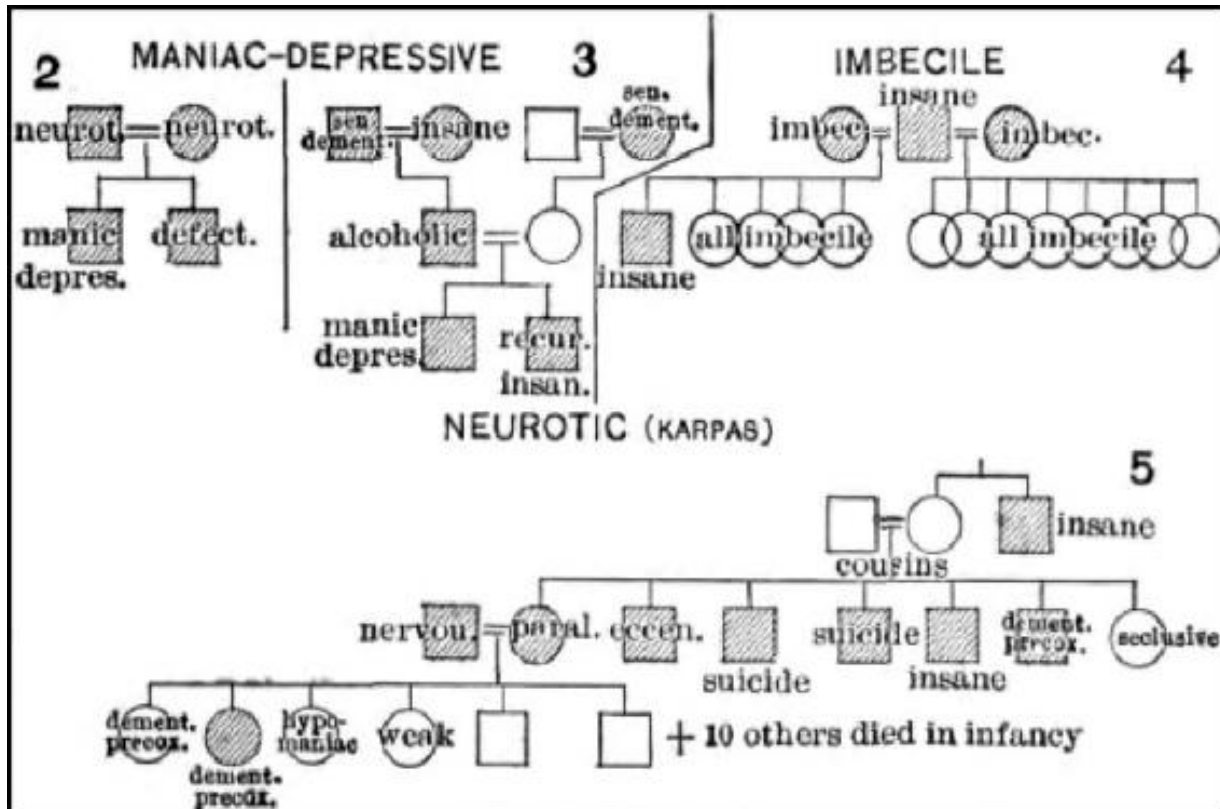 2
MANIAC-DEPRESSIVE
3
IMBECILE
4
neurot.
neurot.
manic
depres.
defect.
sen
dement.
insane
sen.
dement.
alcoholic
manic
depres.
recur.
insan.
insane
imbec.
imbec.
insane
all imbecile
all imbecile
NEUROTIC (KARPAS)
5
insane
cousins
nervou.
paral.
eccen.
suicide
suicide
insane
dement.
precox.
seclusive
dement.
precox.
dement.
precox.
hypo-
maniac
weak
+ 10 others died in infancy